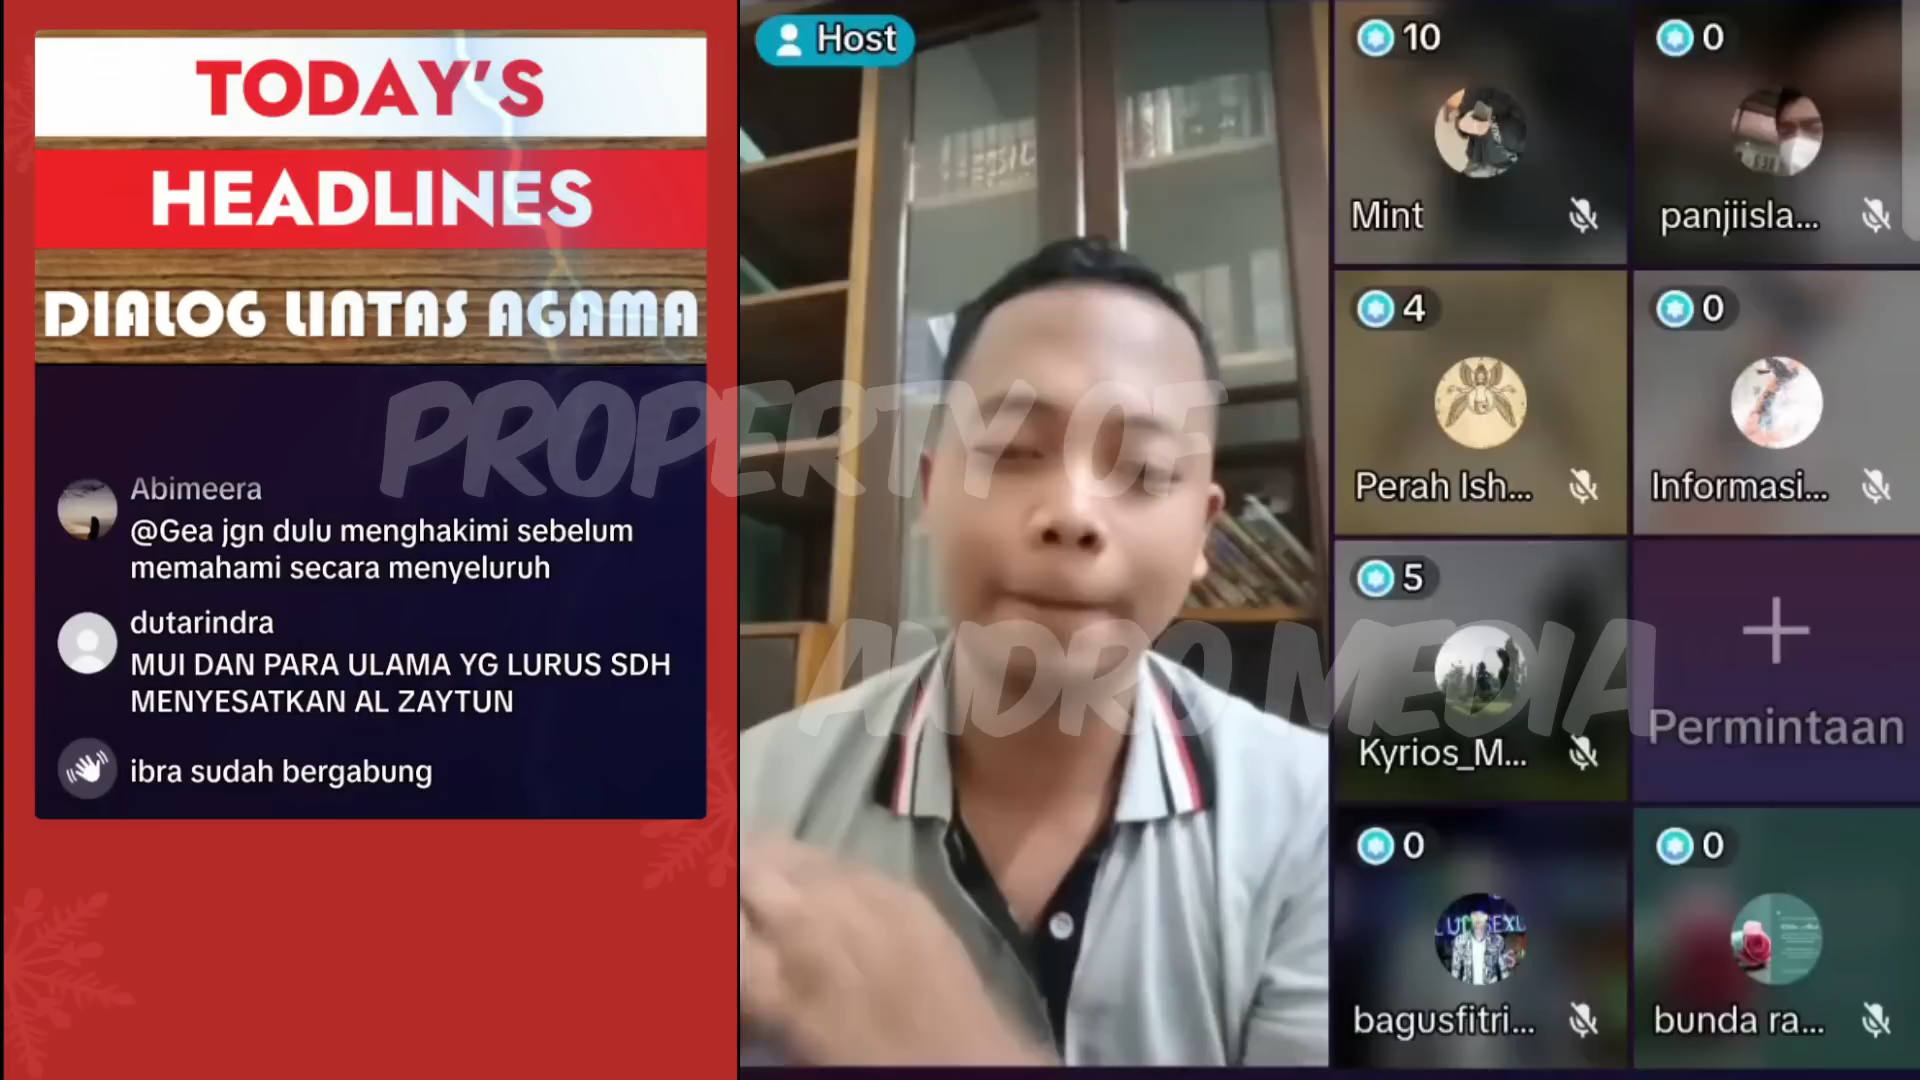 TODAY'S
HEADLINES
DIALOG LINTAS AGAMA
Abimeera
@Gea jgn dulu menghakimi sebelum
memahami secara menyeluruh
dutarindra
MUI DAN PARA ULAMA YG LURUS SDH
MENYESATKAN AL ZAYTUN
ibra sudah bergabung
PROPERTY OF
ANDRO MEDIA
Host
10
Mint
0
panjiisla...
4
Perah Ish...
0
Informasi...
5
Kyrios_M...
Permintaan
0
bagusfitri...
0
bunda ra...